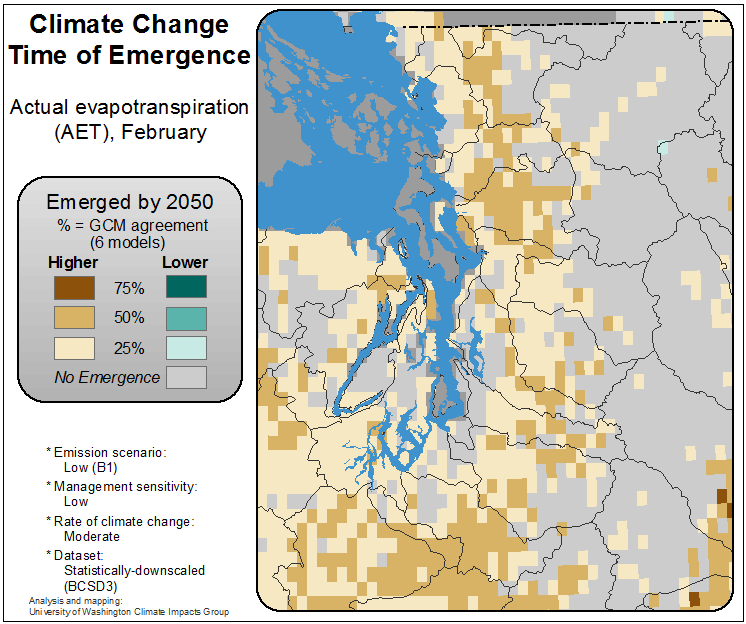 Climate Change
Time of Emergence
Actual evapotranspiration
(AET), February
Emerged by 2050
% = GCM agreement
(6 models)
Higher Lower
75%
50%
25%
No Emergence
* Emission scenario:
Low (B1)
* Management sensitivity:
Low
* Rate of climate change:
Moderate
* Dataset:
Statistically-downscaled
(BCSD3)
Analysis and mapping:
University of Washington Climate Impacts Group